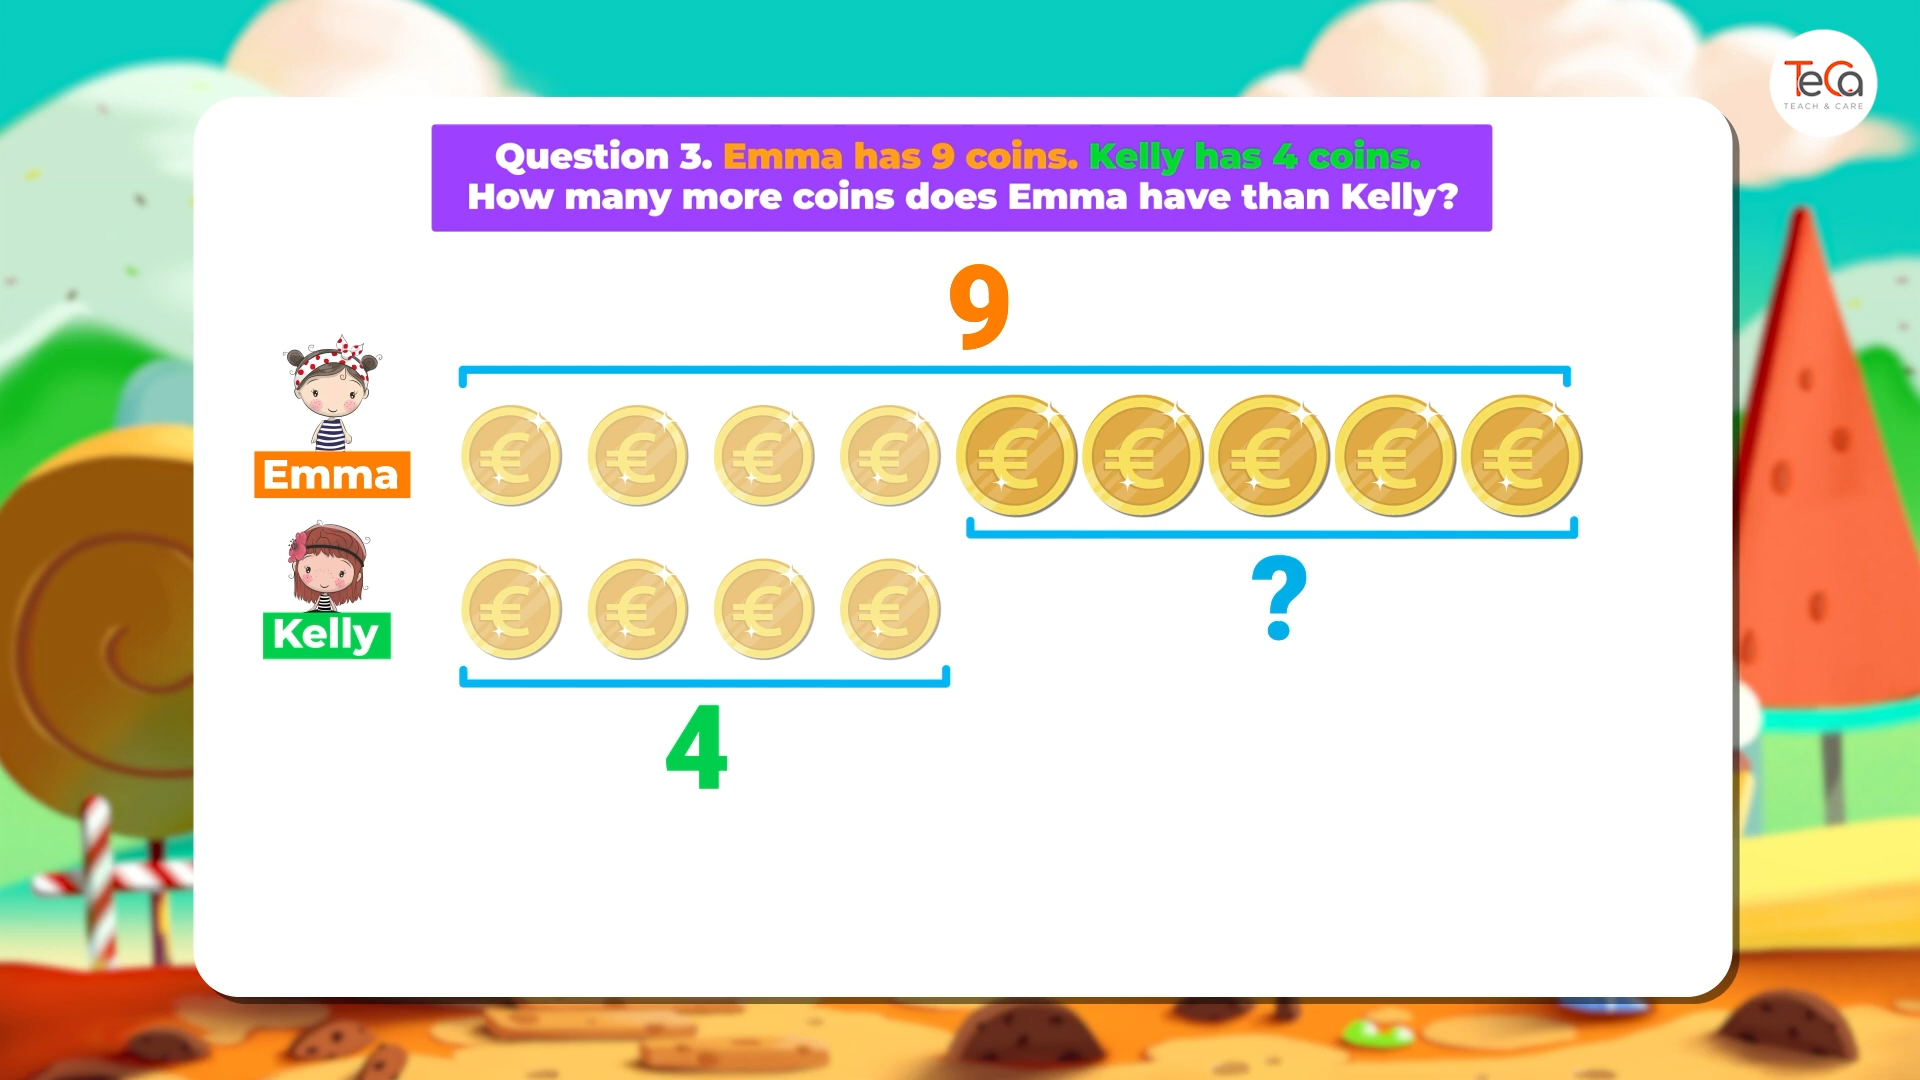 TeCa
TEACH & CARE
Question 3. Emma has 9 coins. Kelly has 4 coins.
How many more coins does Emma have than Kelly?
9
Emma
€ € € € € € € € €
?
Kelly
€ € € €
4